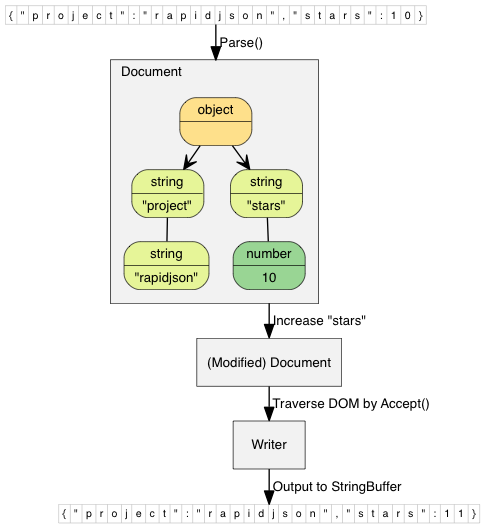 {"project":"rapidjson","stars":10}
Parse()
Document
object
string
string
"project"
"stars"
string
number
"rapidjson"
10
Increase "stars"
(Modified) Document
Traverse DOM by Accept()
Writer
Output to StringBuffer
{"project":"rapidjson","stars":11}